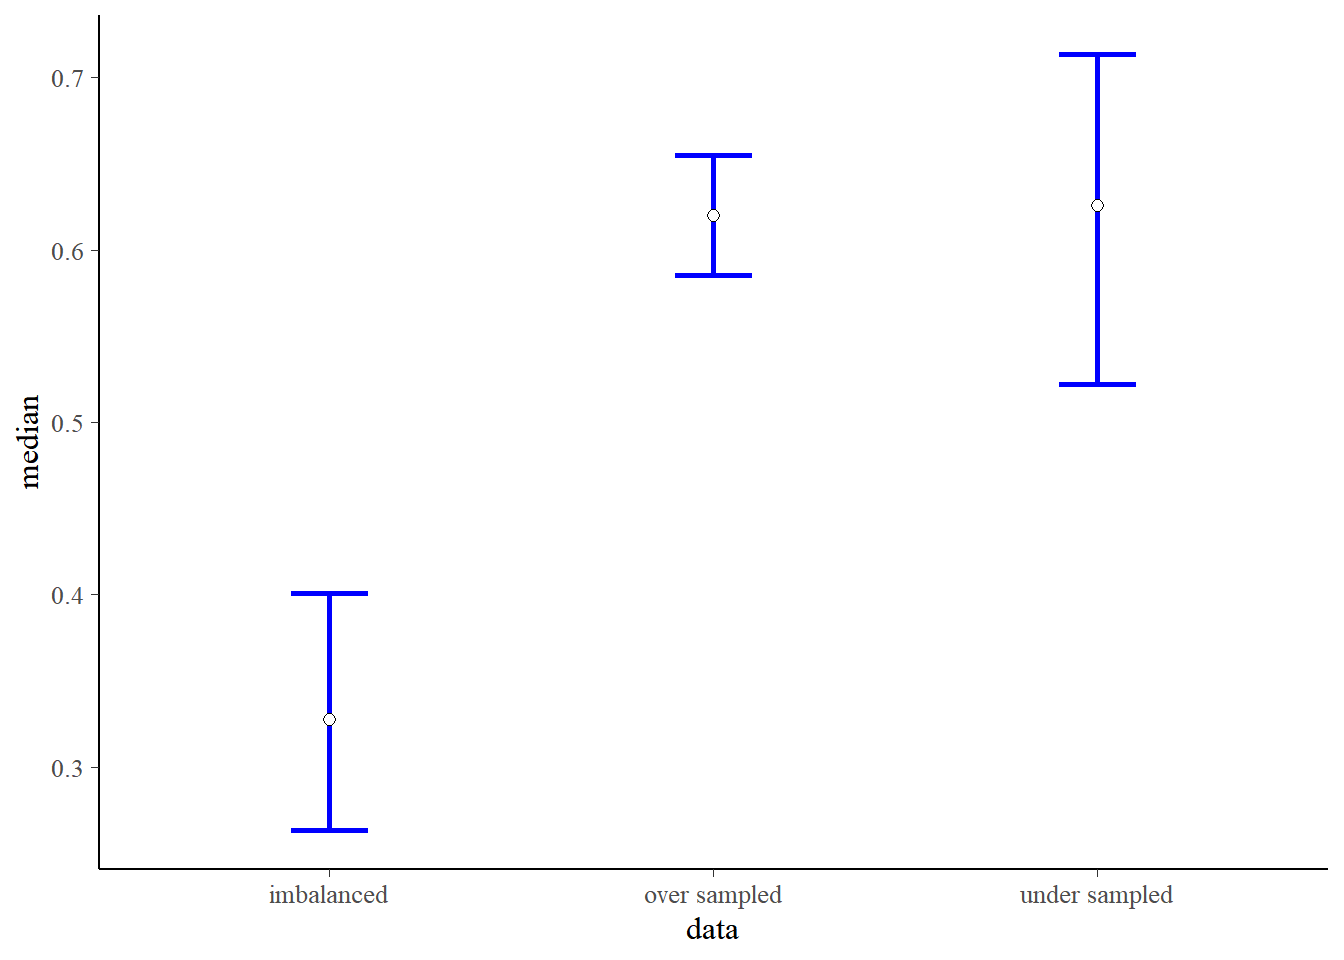 0.7
0.6
0.5
0.4
0.3
median
imbalanced
over sampled
under sampled
data